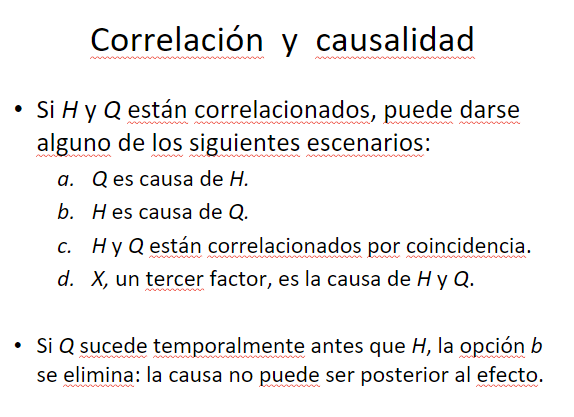 Correlación y causalidad
• Si H y Q están correlacionados, puede darse
alguno de los siguientes escenarios:
a. Q es causa de H.
b. H es causa de Q.
c. H y Q están correlacionados por coincidencia.
d. X, un tercer factor, es la causa de H y Q.
• Si Q sucede temporalmente antes que H, la opción b
se elimina: la causa no puede ser posterior al efecto.